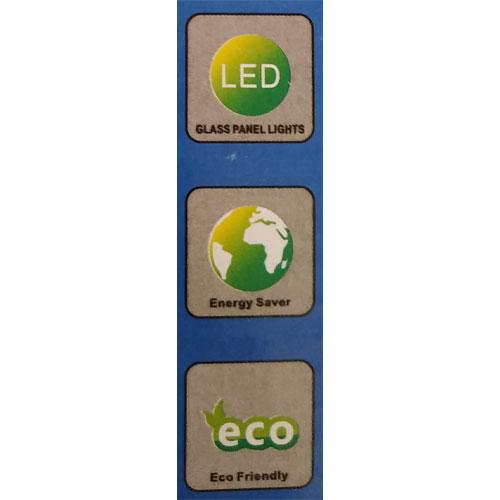 LED
GLASS PANEL LIGHTS
Energy Saver
eco
Eco Friendly